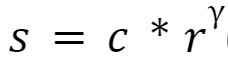 s = c * r^γ